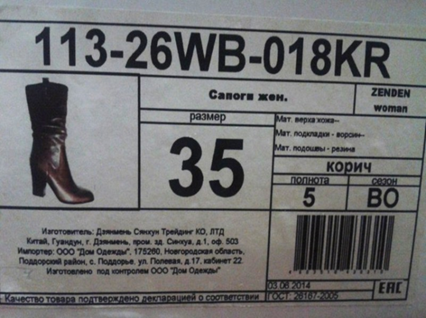 113-26WB-018KR
Сапоги жен.
ZENDEN
woman
размер
35
Мат. верха :кожа--
Мат. подкладки - ворсин--
Мат. подошвы - резина
корич
полнота
сезон
5
ВО
Изготовитель: Дзянмень Сянхун Трейдинг КО, ЛТД
Китай, Гуандун, г. Дзянмень, пром. зд. Синхуа, д.1, оф. 503
Импортер: ООО "Дом Одежды", 175260, Новгородская область,
Поддорский район, с. Поддорье. ул. Полевая, д.17, кабинет 22.
Изготовлено под контролем ООО "Дом Одежды"
03.06.2014
ГОСТ: 26167-2005
EAC
Качество товара подтверждено декларацией о соответствии